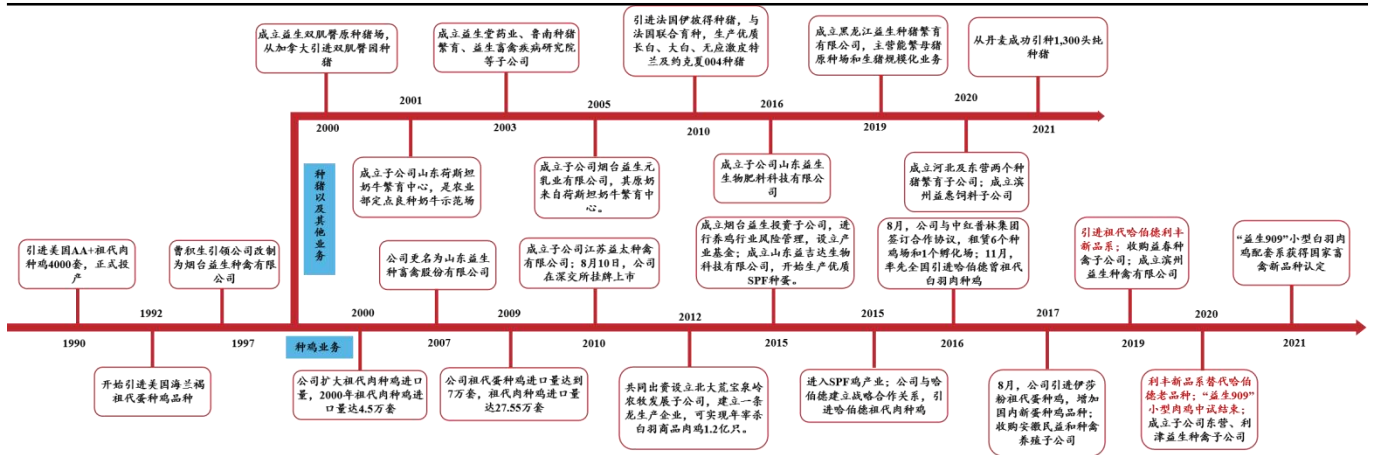 成立益生双肌臀原种猪场，
从加拿大引进双肌臀因种
猪
成立益生堂药业、鲁南种猪
繁育、益生畜禽疾病研究院
等子公司
引进法国伊彼得种猪，与
法国联合育种，生产优质
长白、大白、无应激皮特
兰及约克夏004种猪
成立黑龙江益生种猪繁育
有限公司，主营能繁母猪
原种场和生猪规模化业务
从丹麦成功引种1,300头纯
种猪
2001
2005
2016
2020
2000
2003
2010
2019
2021
种猪以及其他业务
成立子公司山东荷斯坦
奶牛繁育中心，是农业
部定点良种奶牛示范场
成立子公司烟台益生元
乳业有限公司，其原奶
来自荷斯坦奶牛繁育中
心。
成立子公司山东益生
生物肥料科技有限公
司
成立河北及东营两个种
猪繁育子公司；成立滨州
益惠饲料子公司
引进美国AA+祖代肉
种鸡4000套，正式投
产
曹积生引领公司改制
为烟台益生种禽有限
公司
公司更名为山东益生
种畜禽股份有限公司
成立子公司江苏益太种禽
有限公司；8月10日，公司
在深交所挂牌上市
成立烟台益生投资子公司，进
行养鸡行业风险管理，设立产
业基金；成立山东益吉达生物
科技有限公司，开始生产优质
SPF种蛋。
8月，公司与中红普林集团
签订合作协议，租赁6个种
鸡场和1个孵化场；11月，
率先全国引进哈伯德曾祖代
白羽肉种鸡
引进祖代哈伯德利丰
新品系；收购益春种
禽子公司；成立滨州
益生种禽有限公司
“益生909”小型白羽肉
鸡配套系获得国家畜
禽新品种认定
1992
2000
2009
2012
2015
2017
2020
1990
1997
种鸡业务
2007
2010
2015
2016
2019
2021
开始引进美国海兰褐
祖代蛋种鸡品种
公司扩大祖代肉种鸡进口
量，2000年祖代肉种鸡进
口量达4.5万套
公司祖代蛋种鸡进口量达到
7万套，祖代肉种鸡进口量
达27.55万套
共同出资设立北大荒宝泉岭
农牧发展子公司，建立一条
龙生产企业，可实现年宰杀
白羽商品肉鸡1.2亿只。
进入SPF鸡产业；公司与哈
伯德建立战略合作关系，引
进哈伯德祖代肉种鸡
8月，公司引进伊莎
粉祖代蛋种鸡，增加
国内新蛋种鸡品种；
收购安徽民益和种禽
养殖子公司
利丰新品系替代哈伯
德老品种；“益生909”
小型肉鸡中试结束；
成立子公司东营、利
津益生种禽子公司